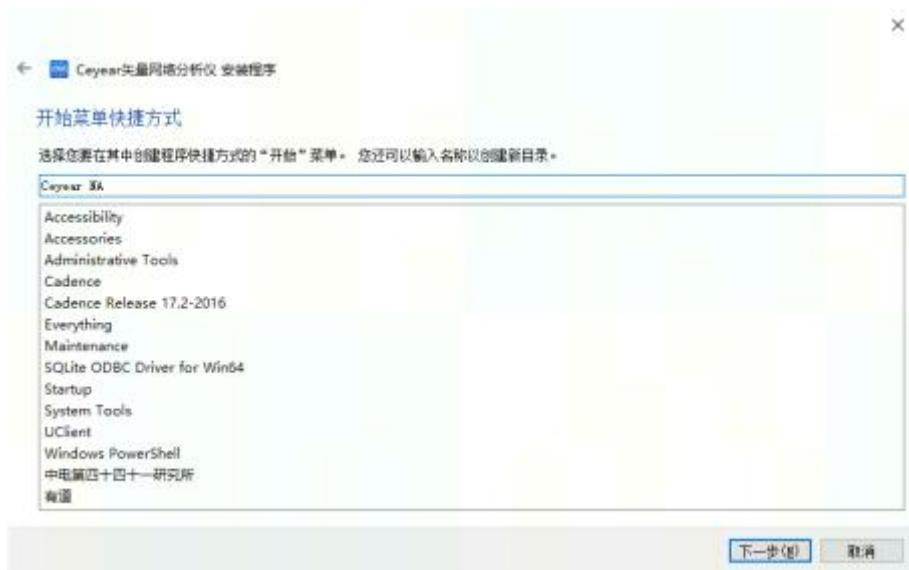 Ceyear矢量网络分析仪 安装程序
开始菜单快捷方式
选择您要在其中创建程序快捷方式的“开始”菜单。 您还可以输入名称以创建新目录。
Ceyear NA
Accessibility
Accessories
Administrative Tools
Cadence
Cadence Release 17.2-2016
Everything
Maintenance
SQLite ODBC Driver for Win64
Startup
System Tools
UClient
Windows PowerShell
中电第四十四十一研究所
有道
下一步(N) 取消